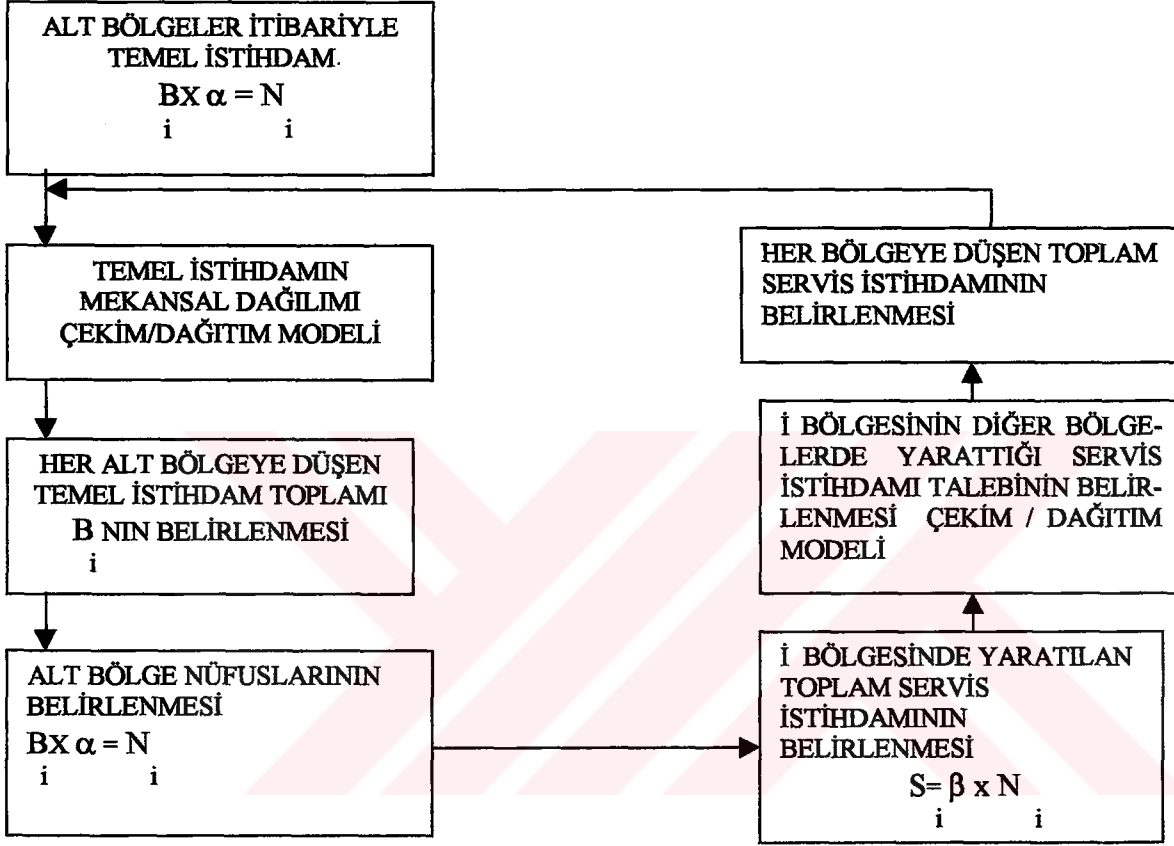 ALT BÖLGELER İTİBARİYLE
TEMEL İSTİHDAM.
BX α = N
i i
TEMEL İSTİHDAMIN
MEKANSAL DAĞILIMI
ÇEKİM/DAĞITIM MODELİ
HER ALT BÖLGEYE DÜŞEN
TEMEL İSTİHDAM TOPLAMI
B NIN BELİRLENMESİ
i
ALT BÖLGE NÜFUSLARININ
BELİRLENMESİ
BX α = N
i i
İ BÖLGESİNDE YARATILAN
TOPLAM SERVİS
İSTİHDAMININ
BELİRLENMESİ
S= β x N
i i
İ BÖLGESİNİN DİĞER BÖLGE-
LERDE YARATTIĞI SERVİS
İSTİHDAMI TALEBİNİN BELİR-
LENMESİ ÇEKİM / DAĞITIM
MODELİ
HER BÖLGEYE DÜŞEN TOPLAM
SERVİS İSTİHDAMININ
BELİRLENMESİ